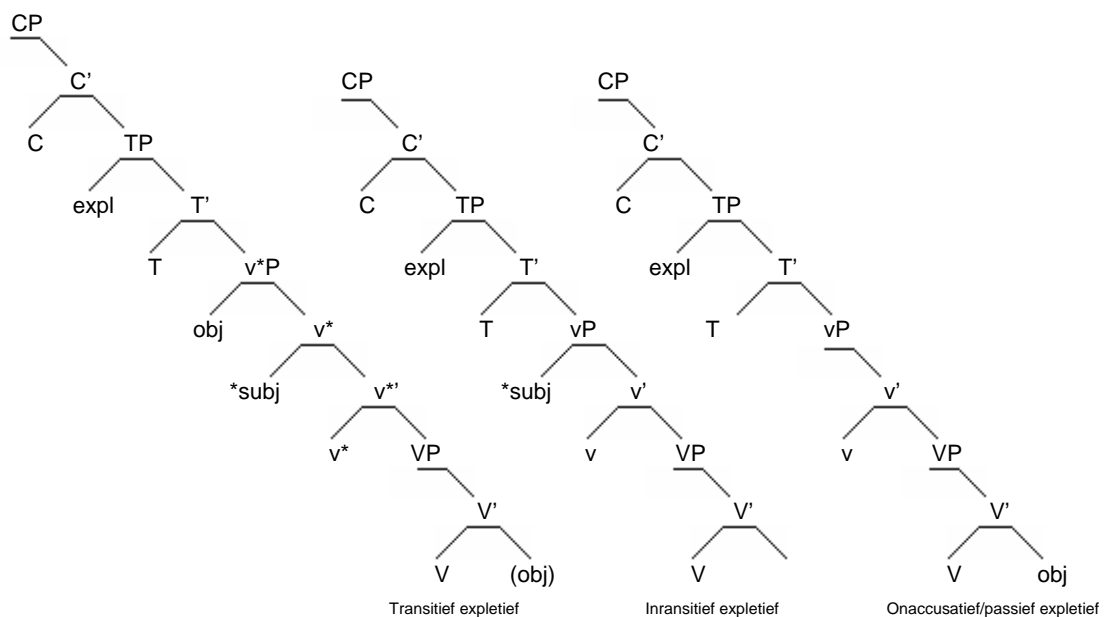 CP
C’
CP
CP
C
TP
C’
C’
expl
T’
C
TP
C
TP
T
v*P
expl
T’
expl
T’
obj
v*
T
vP
T
vP
*subj
v*’
*subj
v’
v’
v*
VP
v
VP
v
VP
V’
V’
V’
V
(obj)
V
V
obj
Transitief expletief
Inransitief expletief
Onaccusatief/passief expletief